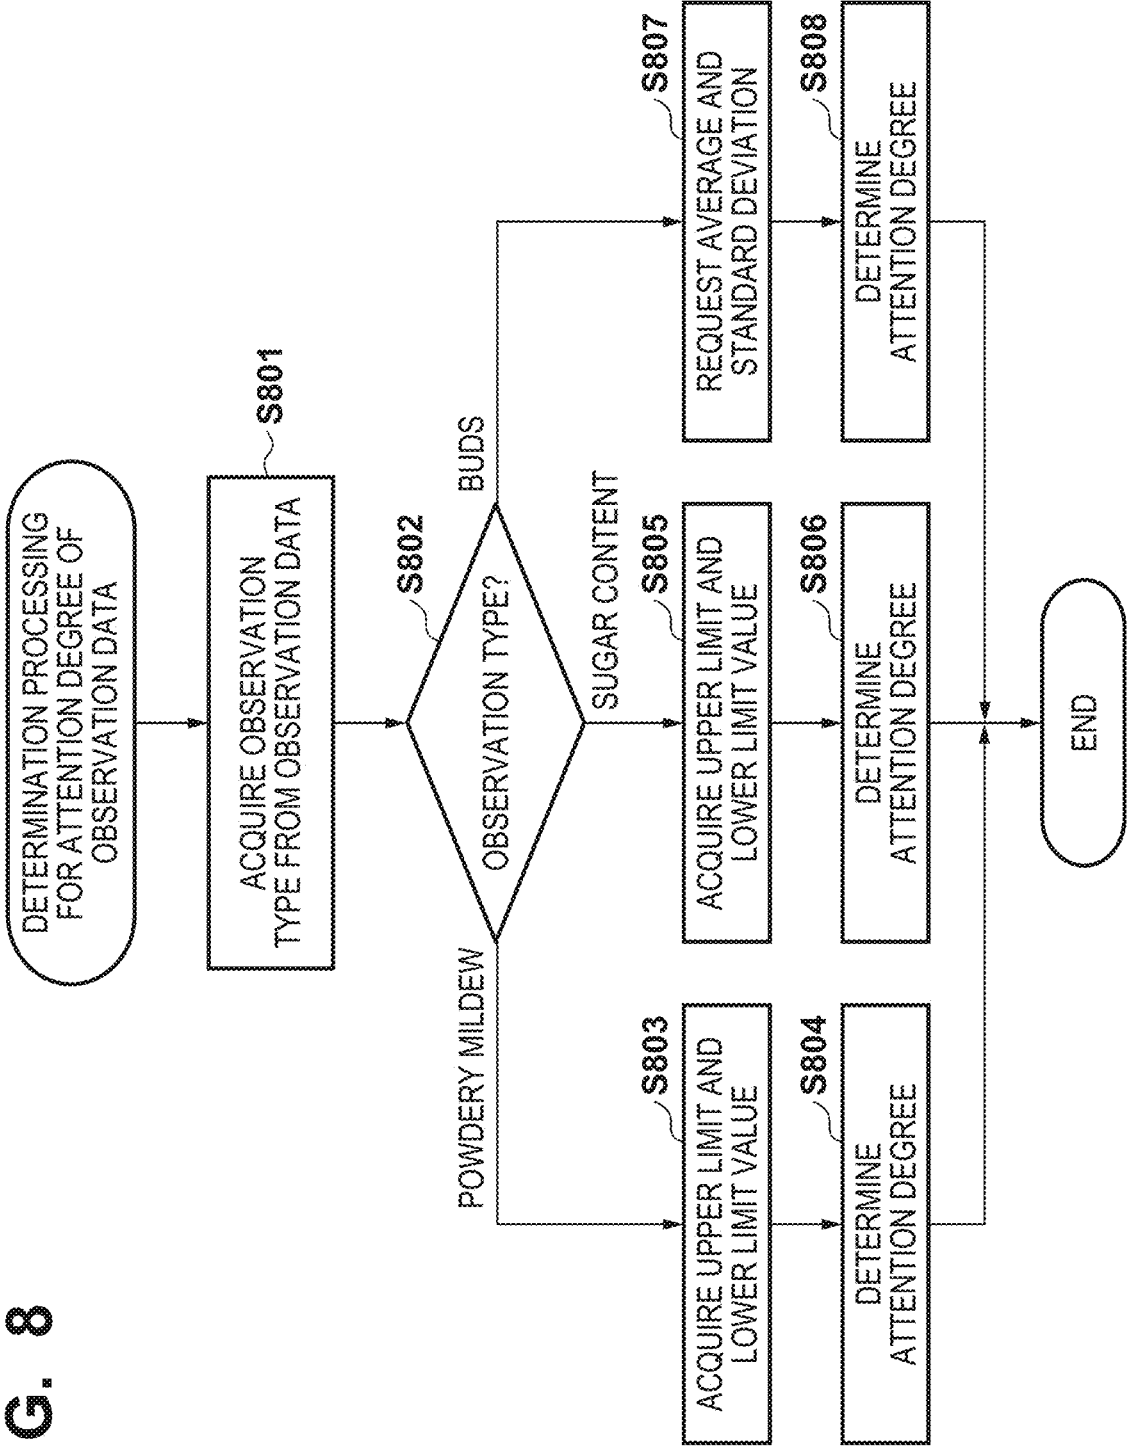 G. 8
DETERMINATION PROCESSING
FOR ATTENTION DEGREE OF
OBSERVATION DATA
S801
ACQUIRE OBSERVATION
TYPE FROM OBSERVATION DATA
S802
OBSERVATION TYPE?
POWDERY MILDEW
SUGAR CONTENT
BUDS
S803
ACQUIRE UPPER LIMIT AND
LOWER LIMIT VALUE
S804
DETERMINE
ATTENTION DEGREE
S805
ACQUIRE UPPER LIMIT AND
LOWER LIMIT VALUE
S806
DETERMINE
ATTENTION DEGREE
S807
REQUEST AVERAGE AND
STANDARD DEVIATION
S808
DETERMINE
ATTENTION DEGREE
END